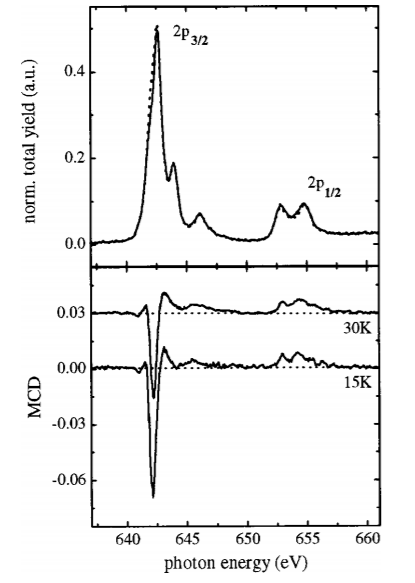 norm. total yield (a.u.)
0.4
0.2
0.0
2p3/2
2p1/2
MCD
0.03
0.00
-0.03
-0.06
30K
15K
640 645 650 655 660
photon energy (eV)